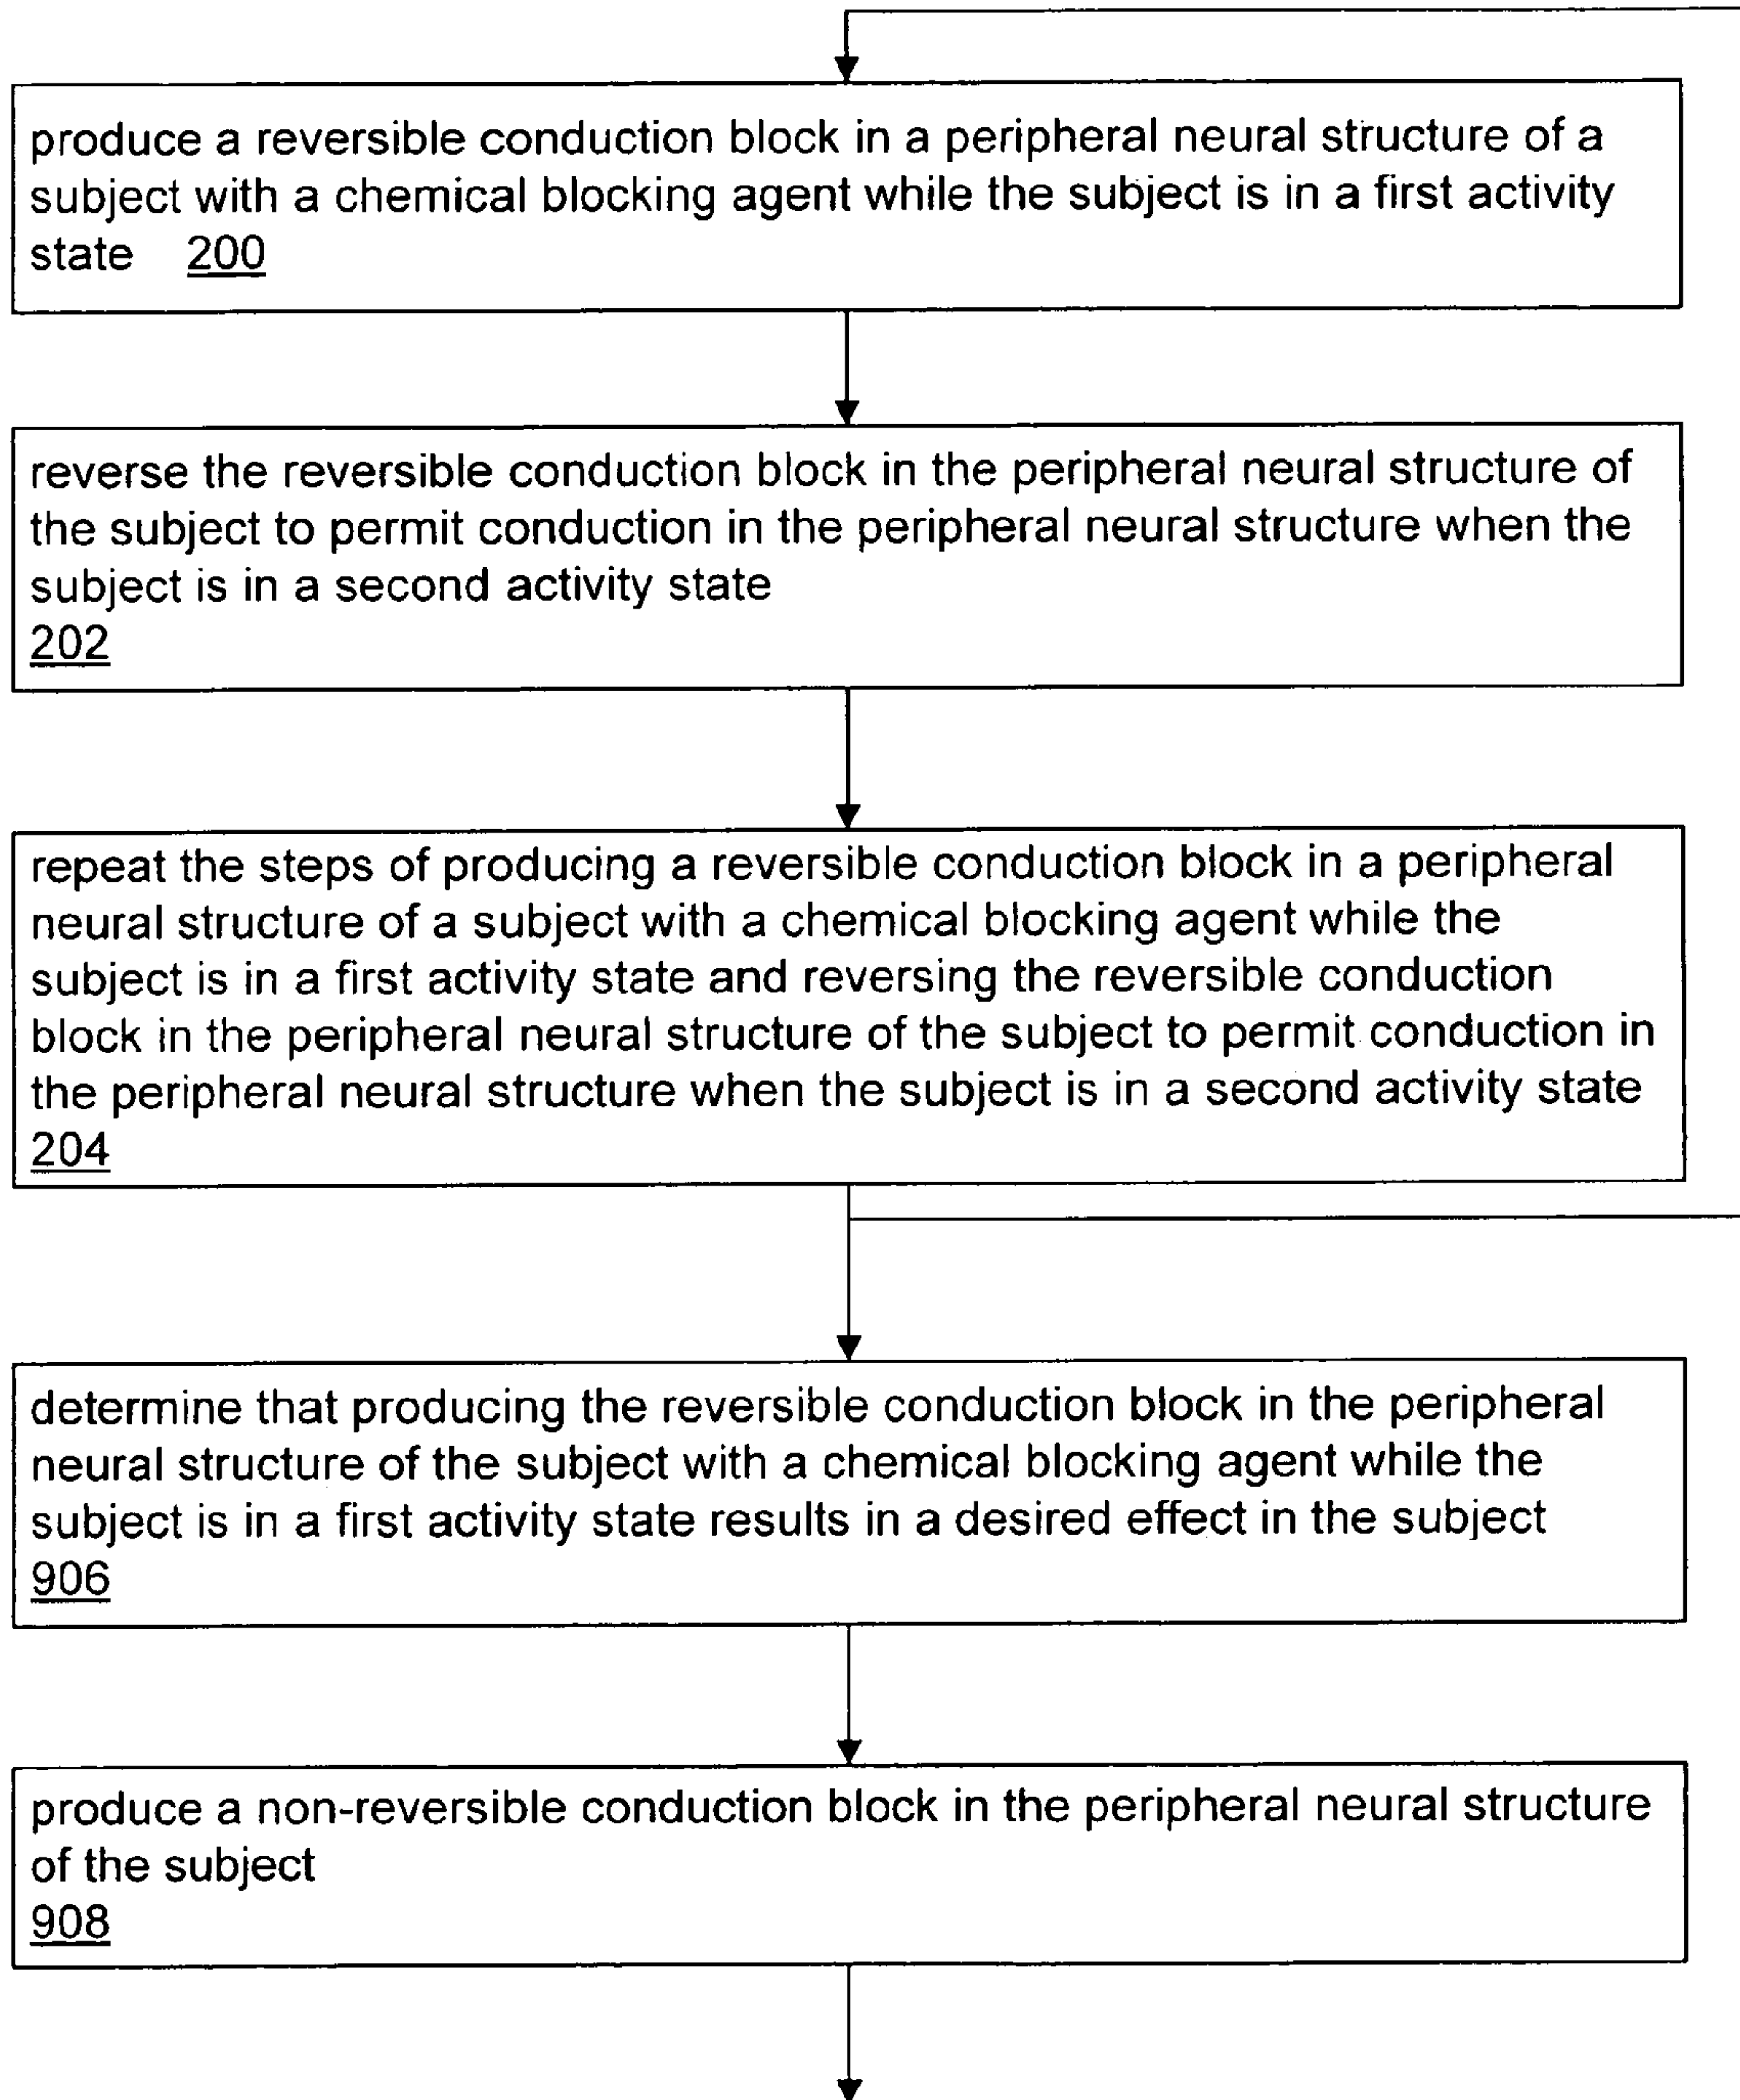 produce a reversible conduction block in a peripheral neural structure of a
subject with a chemical blocking agent while the subject is in a first activity
state 200
reverse the reversible conduction block in the peripheral neural structure of
the subject to permit conduction in the peripheral neural structure when the
subject is in a second activity state
202
repeat the steps of producing a reversible conduction block in a peripheral
neural structure of a subject with a chemical blocking agent while the
subject is in a first activity state and reversing the reversible conduction
block in the peripheral neural structure of the subject to permit conduction in
the peripheral neural structure when the subject is in a second activity state
204
determine that producing the reversible conduction block in the peripheral
neural structure of the subject with a chemical blocking agent while the
subject is in a first activity state results in a desired effect in the subject
906
produce a non-reversible conduction block in the peripheral neural structure
of the subject
908